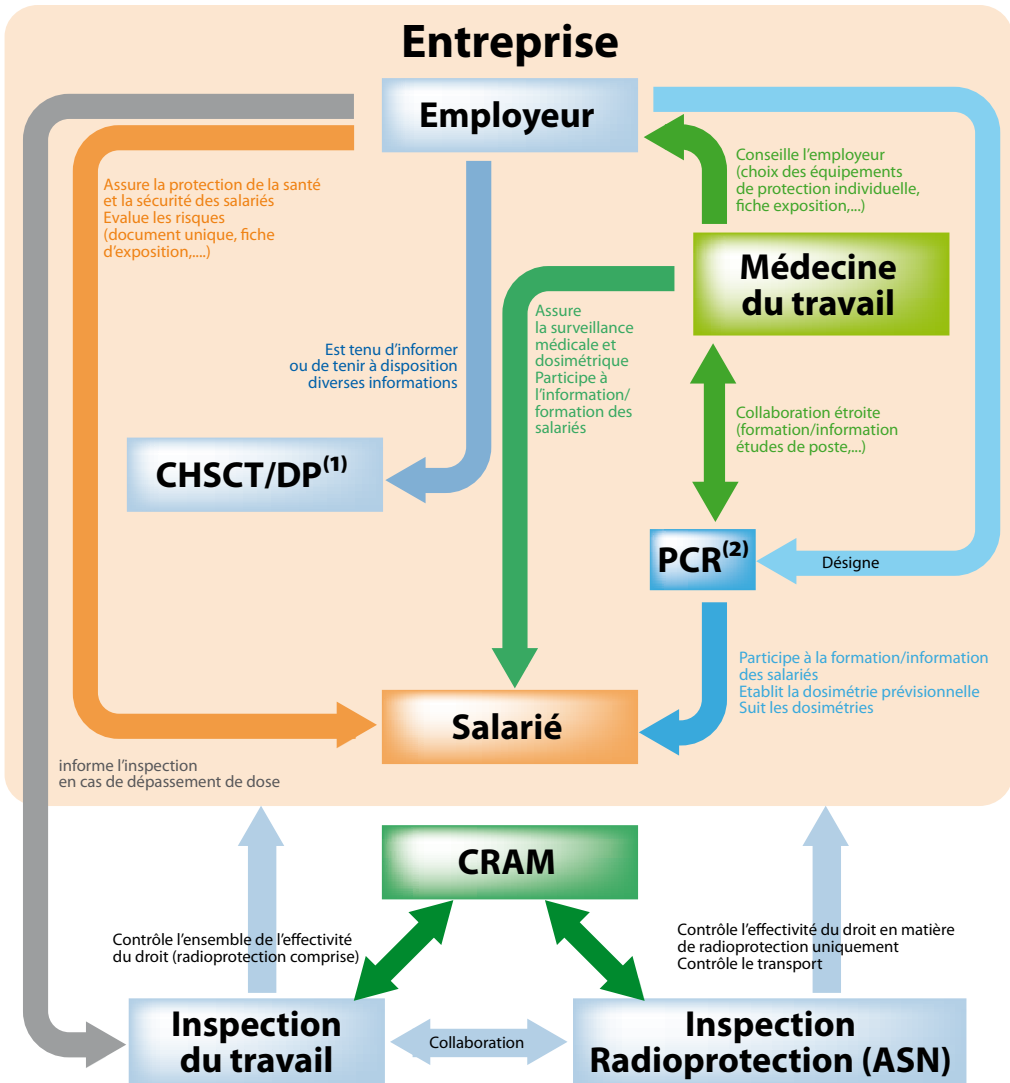 Entreprise
Employeur
Assure la protection de la santé
et la sécurité des salariés
Evalue les risques
(document unique, fiche
d'exposition,....)
Conseille l'employeur
(choix des équipements
de protection individuelle,
fiche exposition,...)
Médecine
du travail
Assure
la surveillance
médicale et
dosimétrique
Participe à
l'information/
formation des
salariés
Est tenu d'informer
ou de tenir à disposition
diverses informations
Collaboration étroite
(formation/information
études de poste,...)
CHSCT/DP(1)
PCR(2)
Désigne
Participe à la formation/information
des salariés
Etablit la dosimétrie prévisionnelle
Suit les dosimétries
Salarié
informe l'inspection
en cas de dépassement de dose
CRAM
Contrôle l'ensemble de l'effectivité
du droit (radioprotection comprise)
Contrôle l'effectivité du droit en matière
de radioprotection uniquement
Contrôle le transport
Inspection
du travail
Collaboration
Inspection
Radioprotection (ASN)